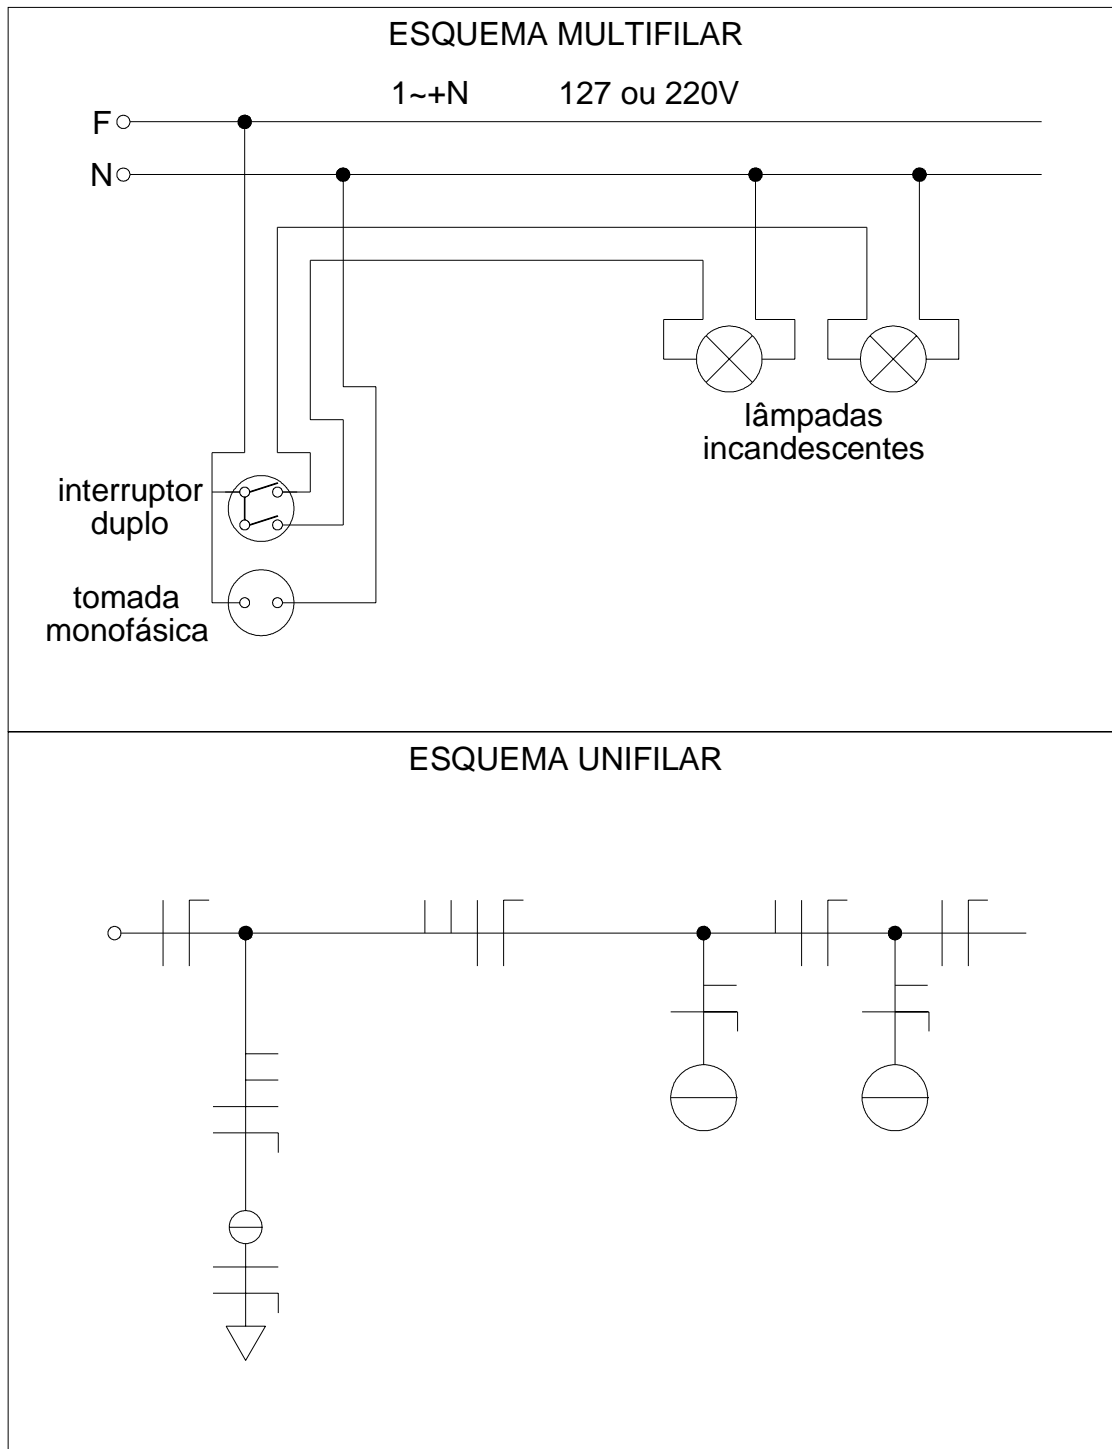 ESQUEMA MULTIFILAR
1~+N 127 ou 220V
F
N
lâmpadas
incandescentes
interruptor
duplo
tomada
monofásica
ESQUEMA UNIFILAR